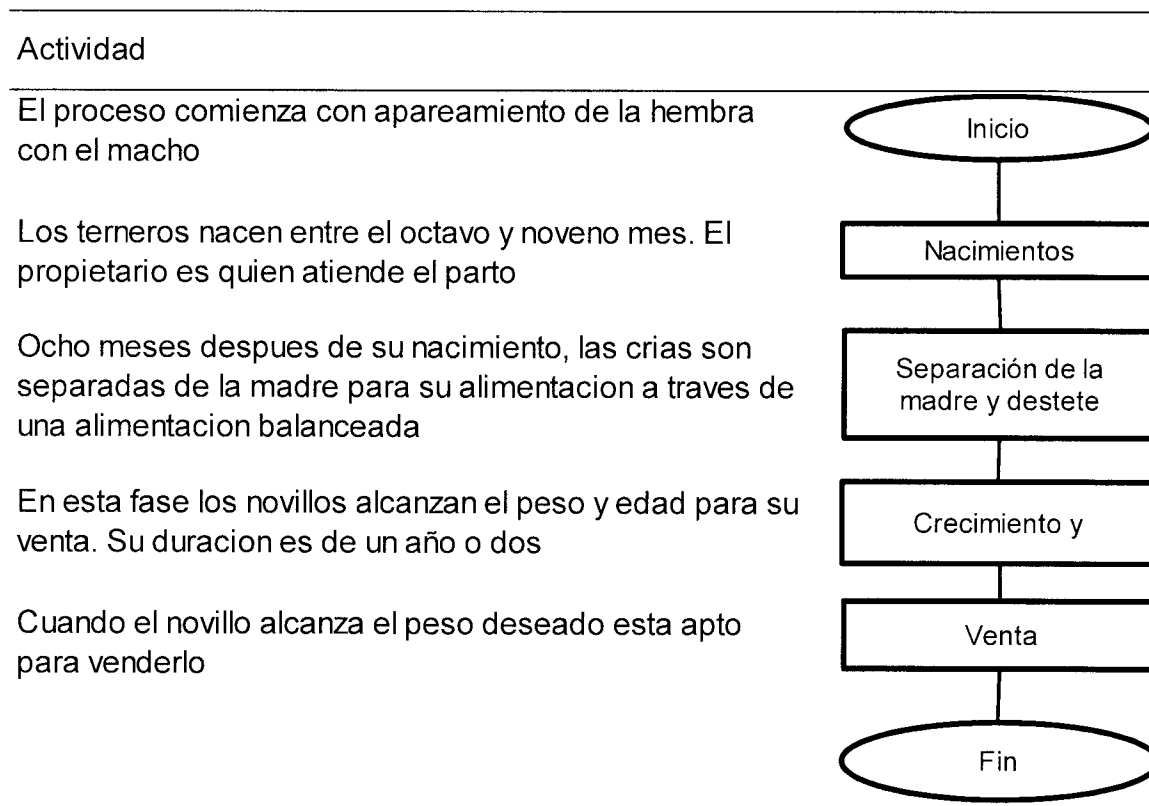 Actividad
El proceso comienza con apareamiento de la hembra
con el macho
Inicio
Los terneros nacen entre el octavo y noveno mes. El
propietario es quien atiende el parto
Nacimientos
Ocho meses despues de su nacimiento, las crias son
separadas de la madre para su alimentacion a traves de
una alimentacion balanceada
Separación de la
madre y destete
En esta fase los novillos alcanzan el peso y edad para su
venta. Su duracion es de un año o dos
Crecimiento y
Cuando el novillo alcanza el peso deseado esta apto
para venderlo
Venta
Fin